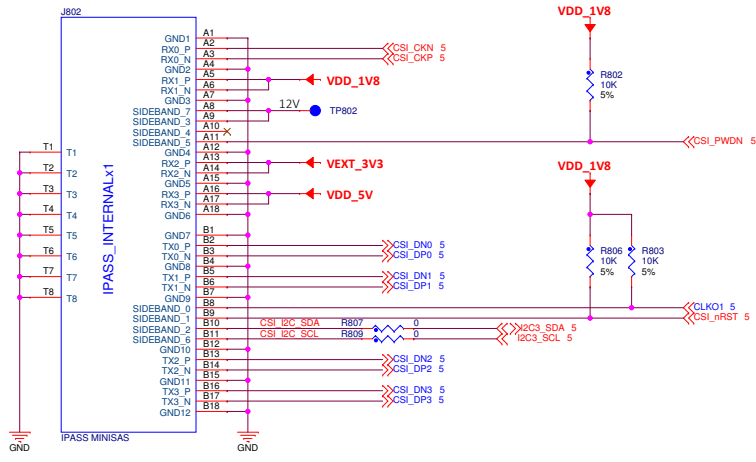 J802
VDD_1V8
GND1 A1
RX0_P A2 CSI_CKN 5
RX0_N A3 CSI_CKP 5
GND2 A4
RX1_P A5 VDD_1V8
RX1_N A6
GND3 A7
SIDEBAND_7 A8 12V TP802
SIDEBAND_3 A9
SIDEBAND_4 A10
SIDEBAND_5 A11 CSI_PWDN 5
R802
10K
5%
GND4 A12
RX2_P A13 VEXT_3V3
RX2_N A14
GND5 A15
RX3_P A16 VDD_5V
RX3_N A17
GND6 A18
VDD_1V8
T1 T1
T2 T2
T3 T3
T4 T4
T5 T5
T6 T6
T7 T7
T8 T8
IPASS_INTERNALx1
GND7 B1
TX0_P B2 CSI_DN0 5
TX0_N B3 CSI_DP0 5
GND8 B4
TX1_P B5 CSI_DN1 5
TX1_N B6 CSI_DP1 5
GND9 B7
R806
10K
5%
R803
10K
5%
SIDEBAND_0 B8 CLKO1 5
SIDEBAND_1 B9 CSI_nRST 5
SIDEBAND_2 B10 CSI_I2C_SDA R807 0 I2C3_SDA 5
SIDEBAND_6 B11 CSI_I2C_SCL R809 0 I2C3_SCL 5
GND10 B12
TX2_P B13 CSI_DN2 5
TX2_N B14 CSI_DP2 5
GND11 B15
TX3_P B16 CSI_DN3 5
TX3_N B17 CSI_DP3 5
GND12 B18
GND
IPASS MINISAS
GND